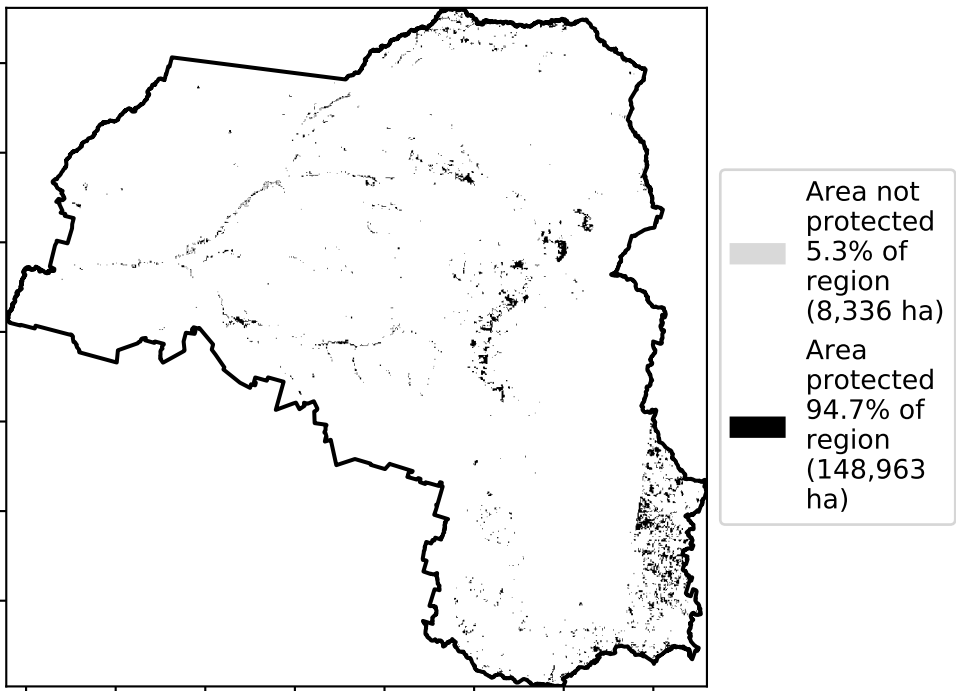 Area not
protected
5.3% of
region
(8,336 ha)
Area
protected
94.7% of
region
(148,963
ha)